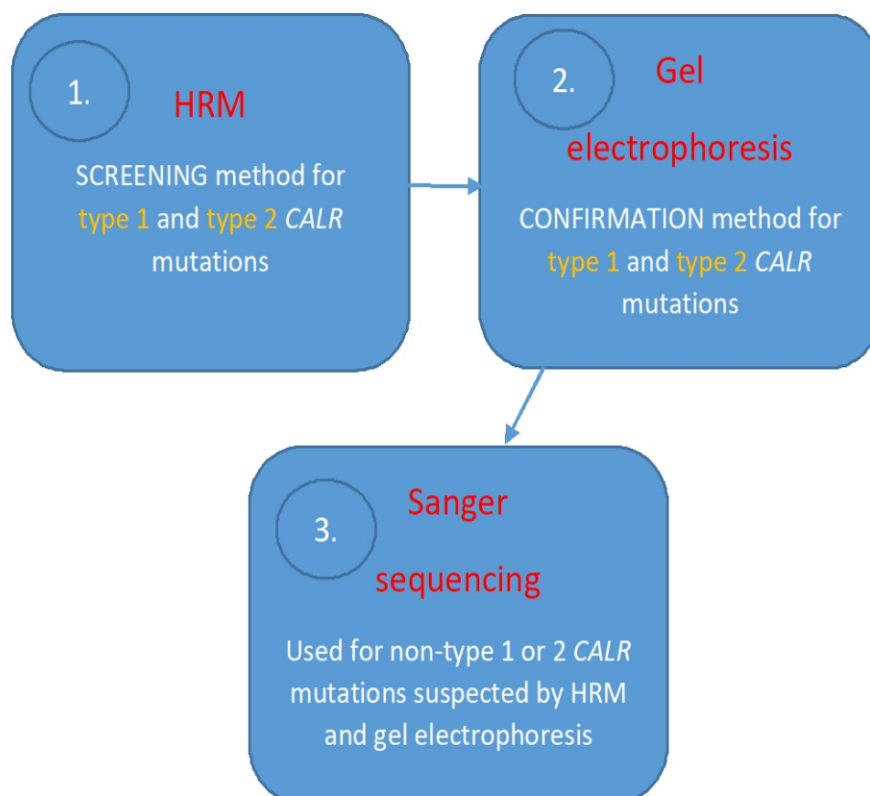 1.
HRM
SCREENING method for
type 1 and type 2 CALR
mutations
2.
Gel
electrophoresis
CONFIRMATION method for
type 1 and type 2 CALR
mutations
3.
Sanger
sequencing
Used for non-type 1 or 2 CALR
mutations suspected by HRM
and gel electrophoresis